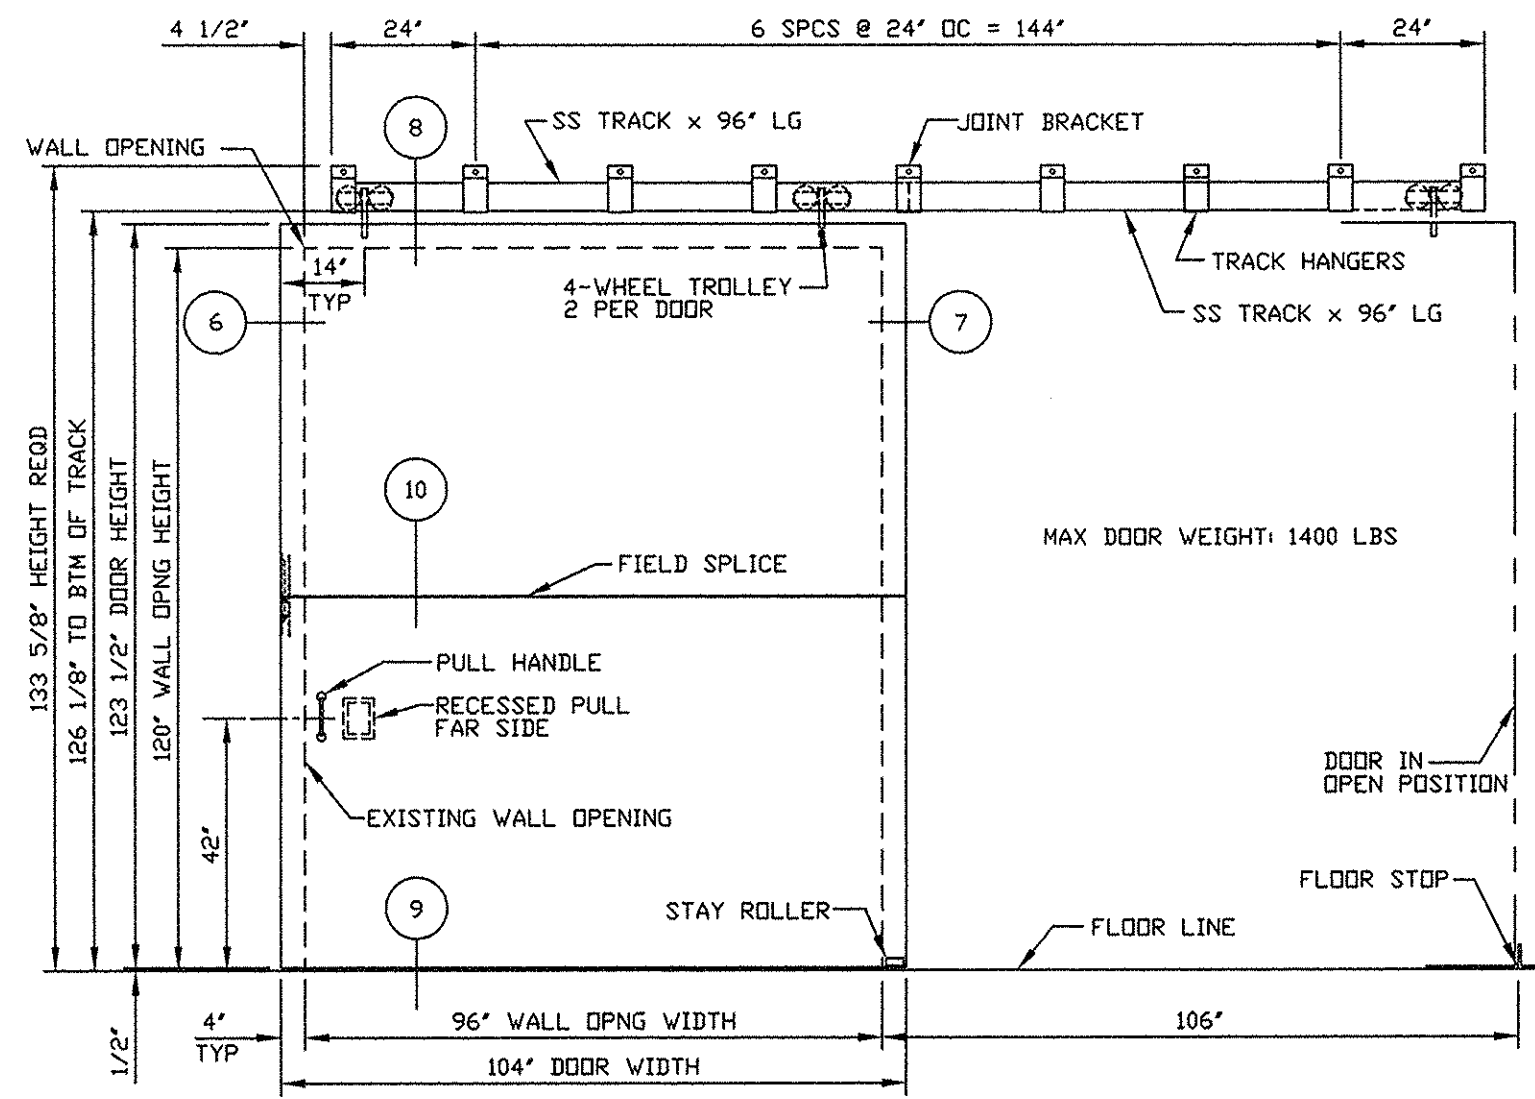 4 1/2"
24"
6 SPCS @ 24" OC = 144"
24"
8
SS TRACK x 96" LG
JOINT BRACKET
WALL OPENING
14"
TYP
4-WHEEL TROLLEY
2 PER DOOR
TRACK HANGERS
SS TRACK x 96" LG
6
7
133 5/8" HEIGHT REQD
126 1/8" TO BTM OF TRACK
123 1/2" DOOR HEIGHT
120" WALL OPNG HEIGHT
10
MAX DOOR WEIGHT: 1400 LBS
FIELD SPLICE
PULL HANDLE
RECESSED PULL
FAR SIDE
DOOR IN
OPEN POSITION
EXISTING WALL OPENING
42"
9
FLOOR STOP
STAY ROLLER
FLOOR LINE
1/2"
4"
TYP
96" WALL OPNG WIDTH
106"
104" DOOR WIDTH